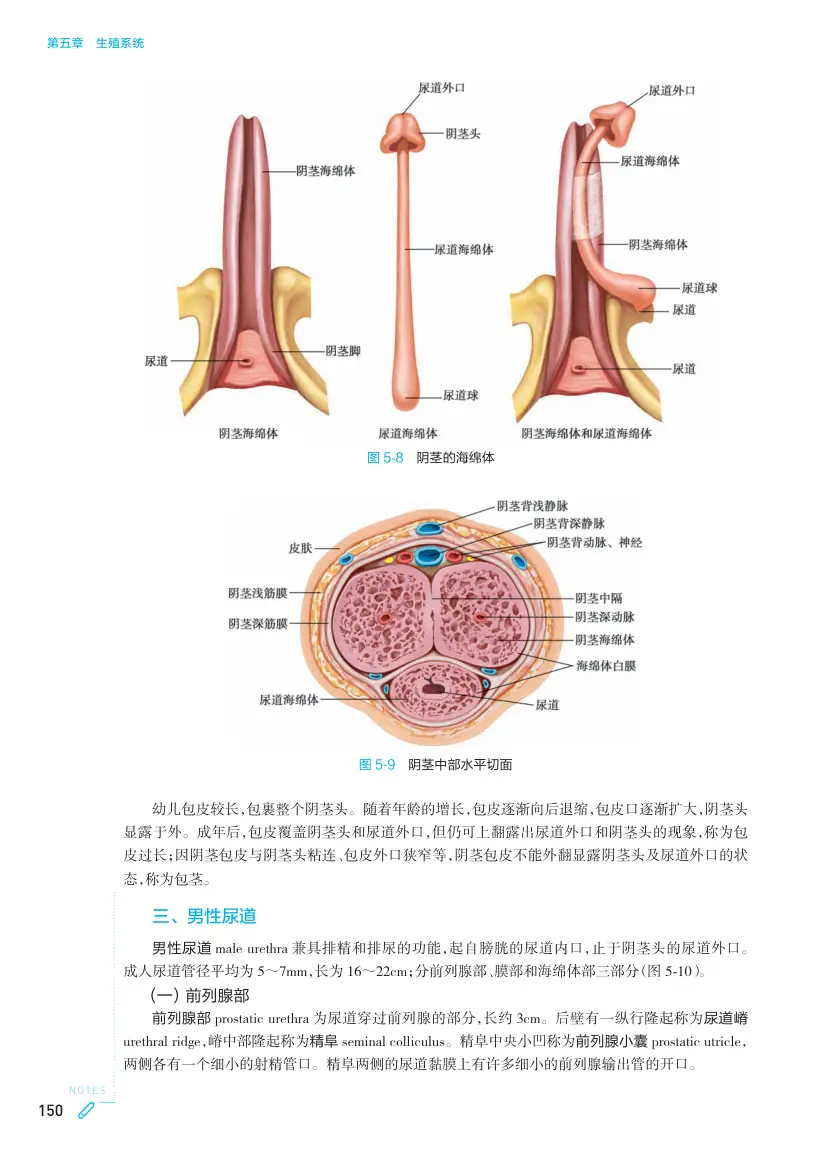 第五章 生殖系统
尿道外口
尿道外口
阴茎头
阴茎海绵体
尿道海绵体
尿道海绵体
阴茎海绵体
尿道球
尿道
尿道
阴茎脚
尿道
尿道球
阴茎海绵体
尿道海绵体
阴茎海绵体和尿道海绵体
图 5-8 阴茎的海绵体
阴茎背浅静脉
阴茎背深静脉
阴茎背动脉、神经
皮肤
阴茎浅筋膜
阴茎中隔
阴茎深动脉
阴茎深筋膜
阴茎海绵体
海绵体白膜
尿道海绵体
尿道
图 5-9 阴茎中部水平切面
幼儿包皮较长,包裹整个阴茎头。随着年龄的增长,包皮逐渐向后退缩,包皮口逐渐扩大,阴茎头
显露于外。成年后,包皮覆盖阴茎头和尿道外口,但仍可上翻露出尿道外口和阴茎头的现象,称为包
皮过长;因阴茎包皮与阴茎头粘连、包皮外口狭窄等,阴茎包皮不能外翻显露阴茎头及尿道外口的状
态,称为包茎。
三、男性尿道
男性尿道 male urethra 兼具排精和排尿的功能,起自膀胱的尿道内口,止于阴茎头的尿道外口。
成人尿道管径平均为 5～7mm,长为 16～22cm;分前列腺部、膜部和海绵体部三部分(图 5-10)。
(一) 前列腺部
前列腺部 prostatic urethra 为尿道穿过前列腺的部分,长约 3cm。后壁有一纵行隆起称为尿道嵴
urethral ridge,嵴中部隆起称为精阜 seminal colliculus。精阜中央小凹称为前列腺小囊 prostatic utricle,
两侧各有一个细小的射精管口。精阜两侧的尿道黏膜上有许多细小的前列腺输出管的开口。
NOTES
150